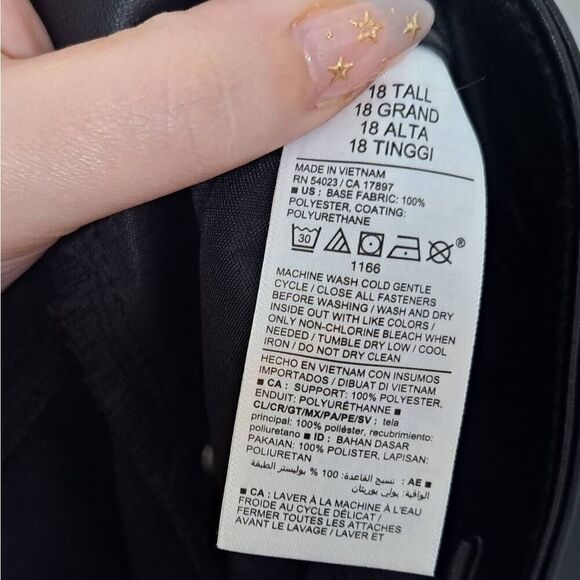 18 TALL
18 GRAND
18 ALTA
18 TINGGI
MADE IN VIETNAM
RN 54023 / CA 17897
■ US : BASE FABRIC: 100%
POLYESTER, COATING:
POLYURETHANE
30
®
1166
MACHINE WASH COLD GENTLE
CYCLE / CLOSE ALL FASTENERS
BEFORE WASHING / WASH AND DRY
INSIDE OUT WITH LIKE COLORS /
ONLY NON-CHLORINE BLEACH WHEN
NEEDED / TUMBLE DRY LOW / COOL
IRON / DO NOT DRY CLEAN
HECHO EN VIETNAM CON INSUMOS
IMPORTADOS / DIBUAT DI VIETNAM
■ CA : SUPPORT: 100% POLYESTER,
ENDUIT: POLYURÉTHANNE ■
CL/CR/GT/MX/PA/PE/SV : tela
principal: 100% poliéster, recubrimiento:
poliuretano ■ ID : BAHAN DASAR
PAKAIAN: 100% POLISTER, LAPISAN:
POLIURETAN
■ AE : نسيج القاعدة: 100 % بوليستر الطبقة
الواقية: بولي يوريثان
■ CA : LAVER À LA MACHINE À L'EAU
FROIDE AU CYCLE DÉLICAT /
FERMER TOUTES LES ATTACHES
AVANT LE LAVAGE / LAVER ET